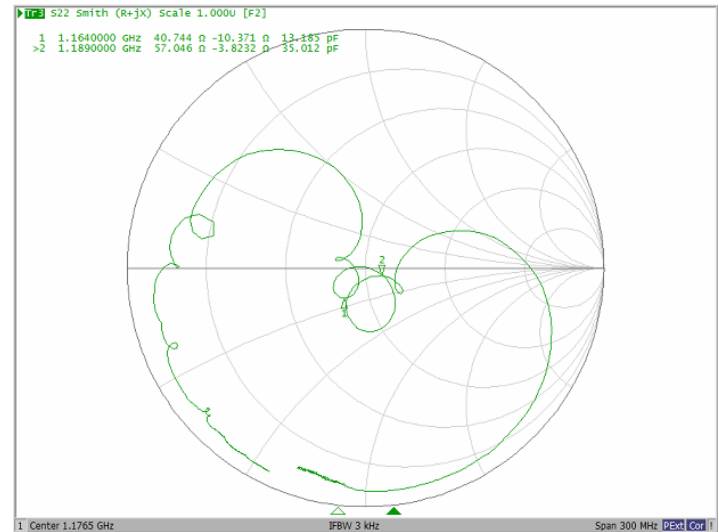 Tr3 S22 Smith (R+jX) Scale 1.000U [F2]
1 1.1640000 GHz 40.744 Ω -10.371 Ω 13.185 pF
>2 1.1890000 GHz 57.046 Ω -3.8232 Ω 35.012 pF
2
1
1 Center 1.1765 GHz IFBW 3 kHz Span 300 MHz PExt Cor !